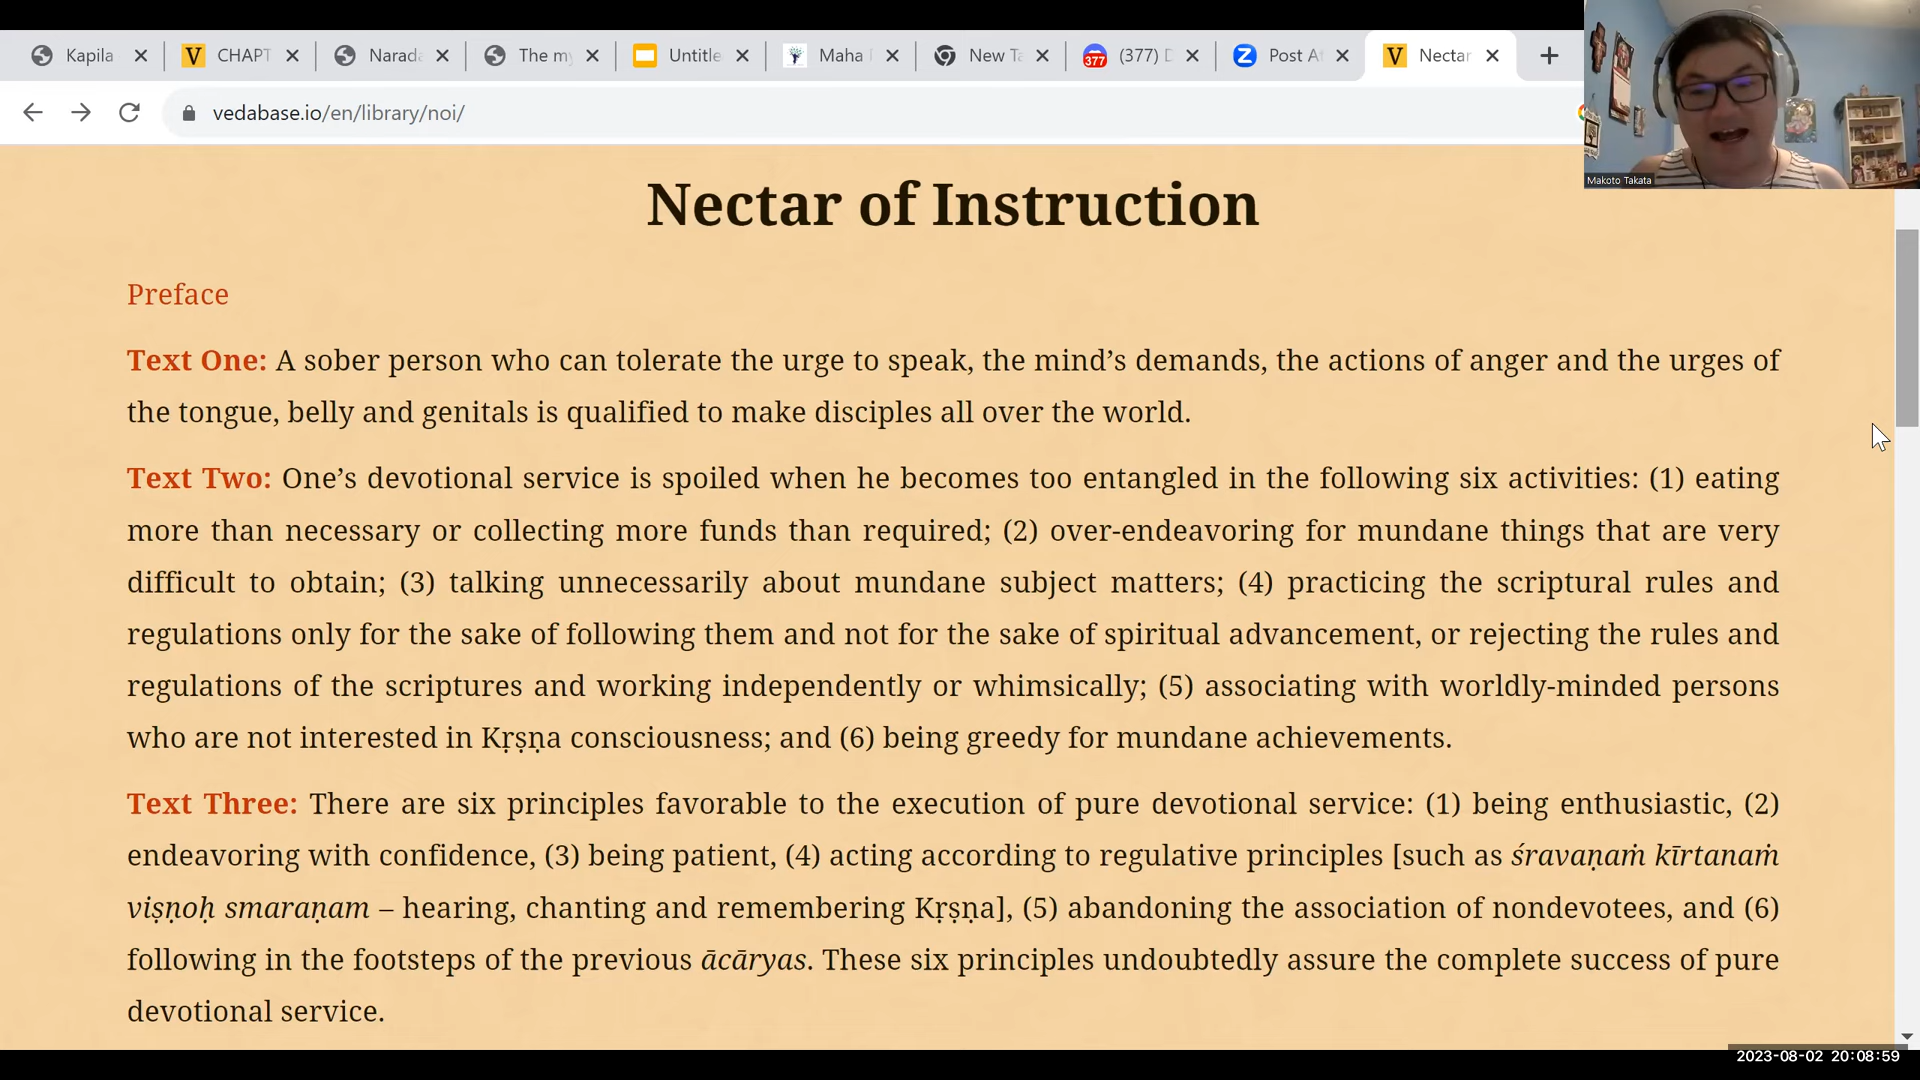 Kapila
CHAPT
Narada
The my
Untitle
Maha
New Ta
377
(377) D
Post At
Nectar
vedabase.io/en/library/noi/
Makoto Takata
Nectar of Instruction
Preface
Text One: A sober person who can tolerate the urge to speak, the mind’s demands, the actions of anger and the urges of
the tongue, belly and genitals is qualified to make disciples all over the world.
Text Two: One’s devotional service is spoiled when he becomes too entangled in the following six activities: (1) eating
more than necessary or collecting more funds than required; (2) over-endeavoring for mundane things that are very
difficult to obtain; (3) talking unnecessarily about mundane subject matters; (4) practicing the scriptural rules and
regulations only for the sake of following them and not for the sake of spiritual advancement, or rejecting the rules and
regulations of the scriptures and working independently or whimsically; (5) associating with worldly-minded persons
who are not interested in Kṛṣṇa consciousness; and (6) being greedy for mundane achievements.
Text Three: There are six principles favorable to the execution of pure devotional service: (1) being enthusiastic, (2)
endeavoring with confidence, (3) being patient, (4) acting according to regulative principles [such as śravaṇaṁ kīrtanaṁ
viṣṇoḥ smaraṇam – hearing, chanting and remembering Kṛṣṇa], (5) abandoning the association of nondevotees, and (6)
following in the footsteps of the previous ācāryas. These six principles undoubtedly assure the complete success of pure
devotional service.
2023-08-02 20:08:59